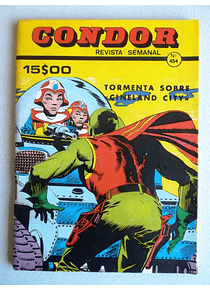 CONDOR
REVISTA SEMANAL
Nº
454
15$00
TORMENTA SOBRE
"CINELAND CITY"